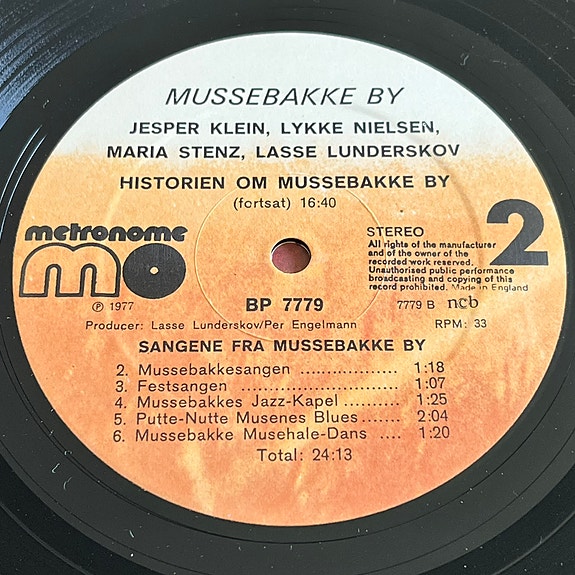 MUSSEBAKKE BY
JESPER KLEIN, LYKKE NIELSEN,
MARIA STENZ, LASSE LUNDERSKOV
HISTORIEN OM MUSSEBAKKE BY
(fortsat) 16:40
metronome
mo
STEREO
All rights of the manufacturer
and of the owner of the
recorded work reserved.
Unauthorised public performance
broadcasting and copying of this
record prohibited. Made in England
2
℗ 1977
BP 7779
7779 B ncb
Producer: Lasse Lunderskov/Per Engelmann
RPM: 33
SANGENE FRA MUSSEBAKKE BY
2. Mussebakkesangen .................. 1:18
3. Festsangen ............................ 1:07
4. Mussebakkes Jazz-Kapel .......... 1:25
5. Putte-Nutte Musenes Blues ....... 2:04
6. Mussebakke Musehale-Dans .... 1:20
Total: 24:13